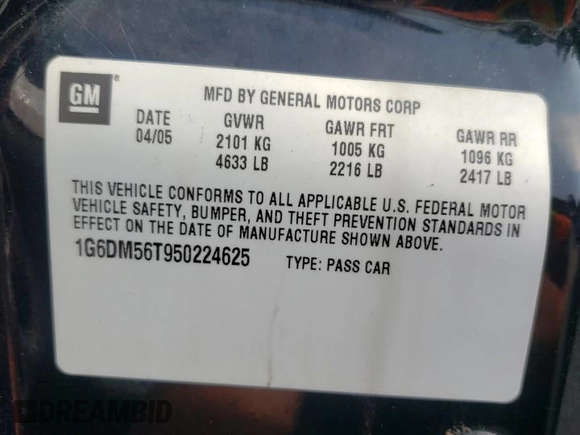 GM ®
MFD BY GENERAL MOTORS CORP
DATE GVWR GAWR FRT GAWR RR
04/05 2101 KG 1005 KG 1096 KG
4633 LB 2216 LB 2417 LB
THIS VEHICLE CONFORMS TO ALL APPLICABLE U.S. FEDERAL MOTOR
VEHICLE SAFETY, BUMPER, AND THEFT PREVENTION STANDARDS IN
EFFECT ON THE DATE OF MANUFACTURE SHOWN ABOVE.
1G6DM56T950224625 TYPE: PASS CAR
DREAMBID